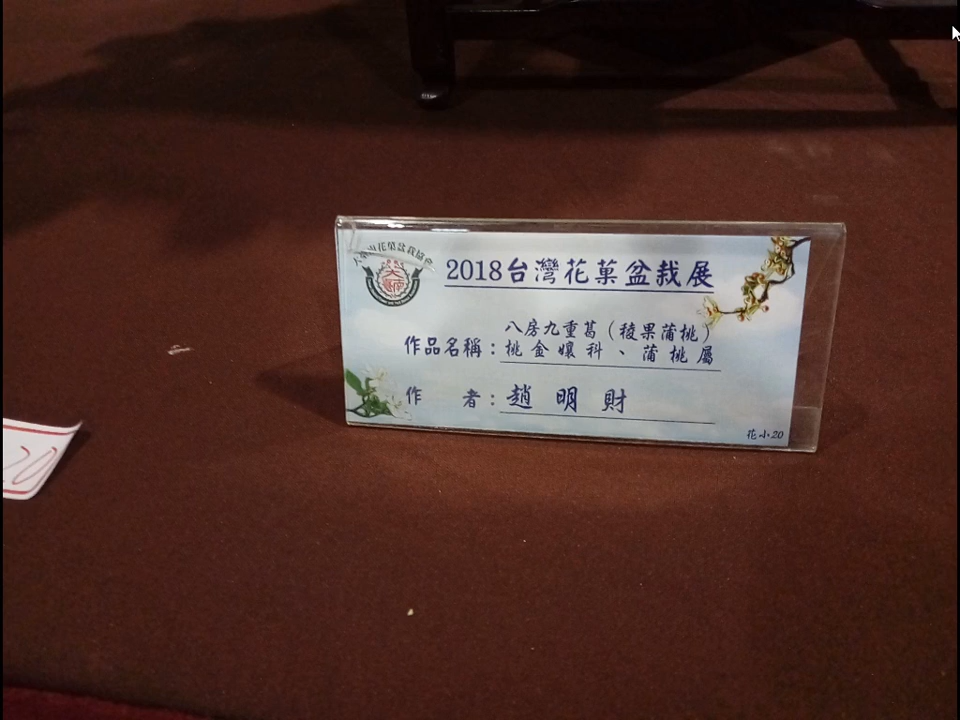 2018台灣花菓盆栽展
八房九重葛（稜果蒲桃）
作品名稱：桃金孃科、蒲桃屬
作者：趙明財
花小20
20